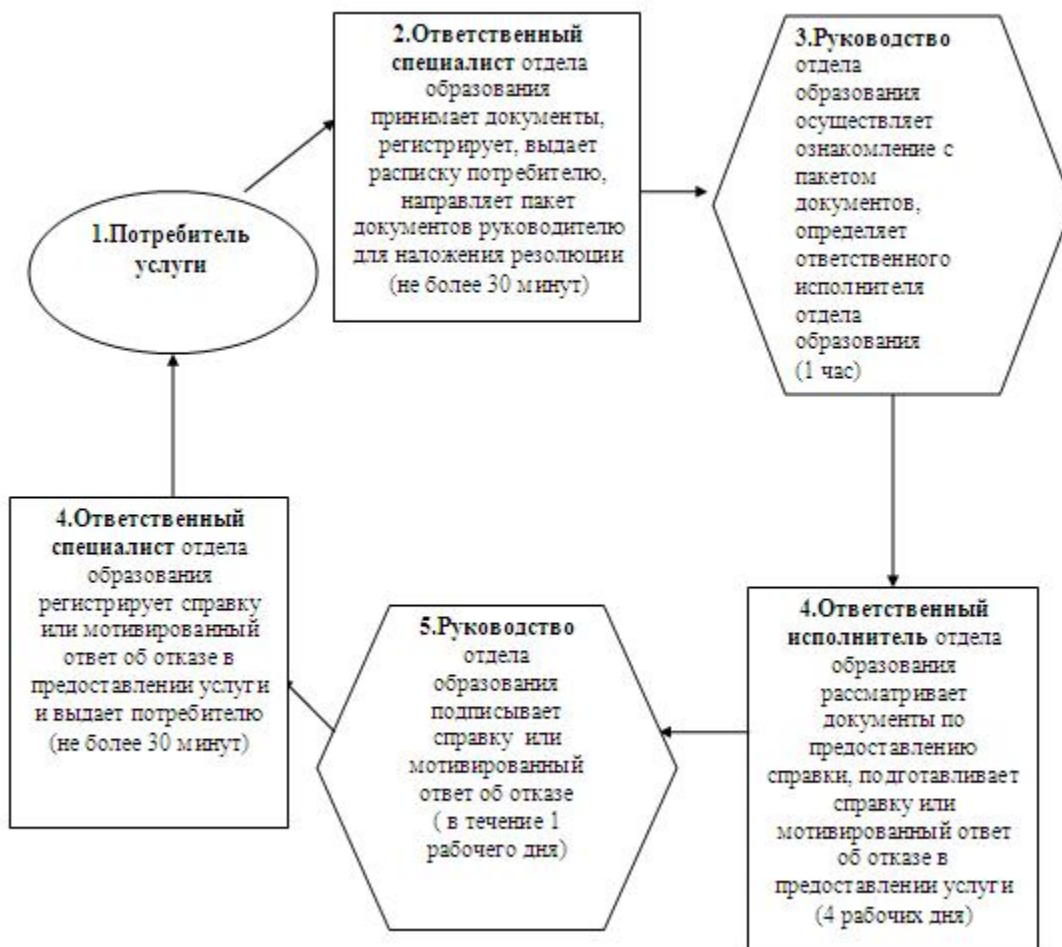 1.Потребитель
услуги
2.Ответственный
специалист отдела
образования
принимает документы,
регистрирует, выдает
расписку потребителю,
направляет пакет
документов руководителю
для наложения резолюции
(не более 30 минут)
3.Руководство
отдела
образования
осуществляет
ознакомление с
пакетом
документов,
определяет
ответственного
исполнителя
отдела
образования
(1 час)
4.Ответственный
исполнитель отдела
образования
рассматривает
документы по
предоставлению
справки, подготавливает
справку или
мотивированный ответ
об отказе в
предоставлении услуги
(4 рабочих дня)
5.Руководство
отдела
образования
подписывает
справку или
мотивированный
ответ об отказе
( в течение 1
рабочего дня)
4.Ответственный
специалист отдела
образования
регистрирует справку
или мотивированный
ответ об отказе в
предоставлении услуги
и выдает потребителю
(не более 30 минут)